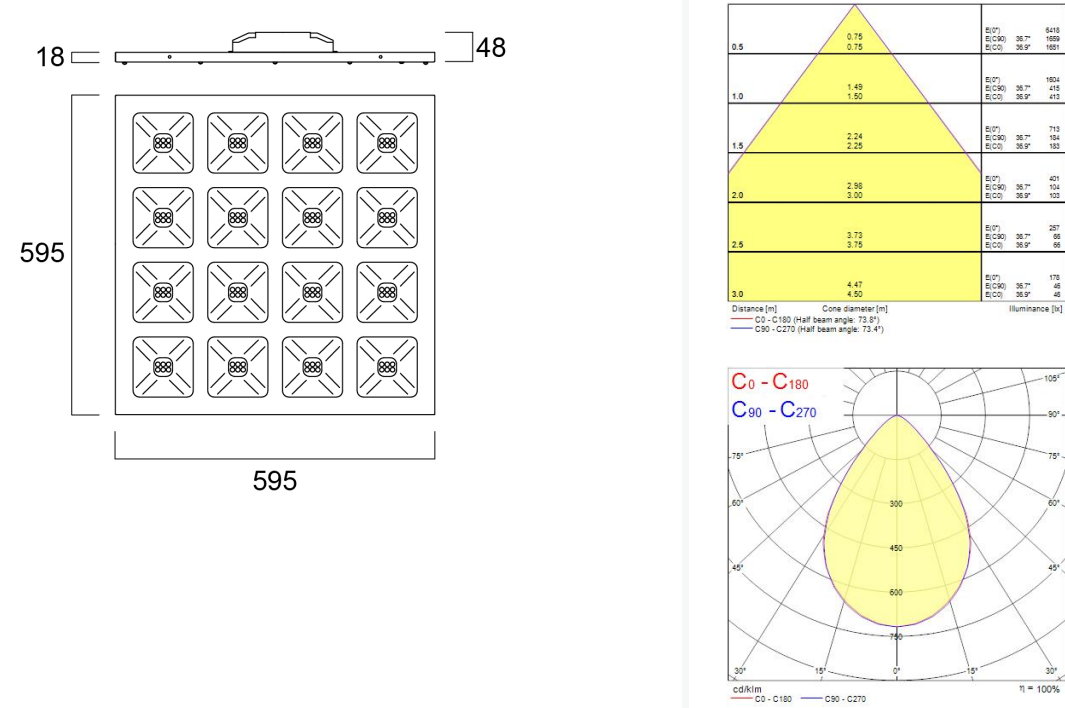 18
48
595
595
0.5
0.75
0.75
E(0°) 6418
E(C90) 36.7° 1659
E(C0) 36.9° 1651
1.0
1.49
1.50
E(0°) 1604
E(C90) 36.7° 415
E(C0) 36.9° 413
1.5
2.24
2.25
E(0°) 713
E(C90) 36.7° 184
E(C0) 36.9° 183
2.0
2.98
3.00
E(0°) 401
E(C90) 36.7° 104
E(C0) 36.9° 103
2.5
3.73
3.75
E(0°) 257
E(C90) 36.7° 66
E(C0) 36.9° 66
3.0
4.47
4.50
E(0°) 178
E(C90) 36.7° 46
E(C0) 36.9° 46
Distance [m] Cone diameter [m] Illuminance [lx]
C0 - C180 (Half beam angle: 73.8°)
C90 - C270 (Half beam angle: 73.4°)
C0 - C180
C90 - C270
105°
90°
75° 75°
60° 300 60°
450
45° 45°
600
750
30° 15° 0° 15° 30°
cd/klm η = 100%
C0 - C180 C90 - C270